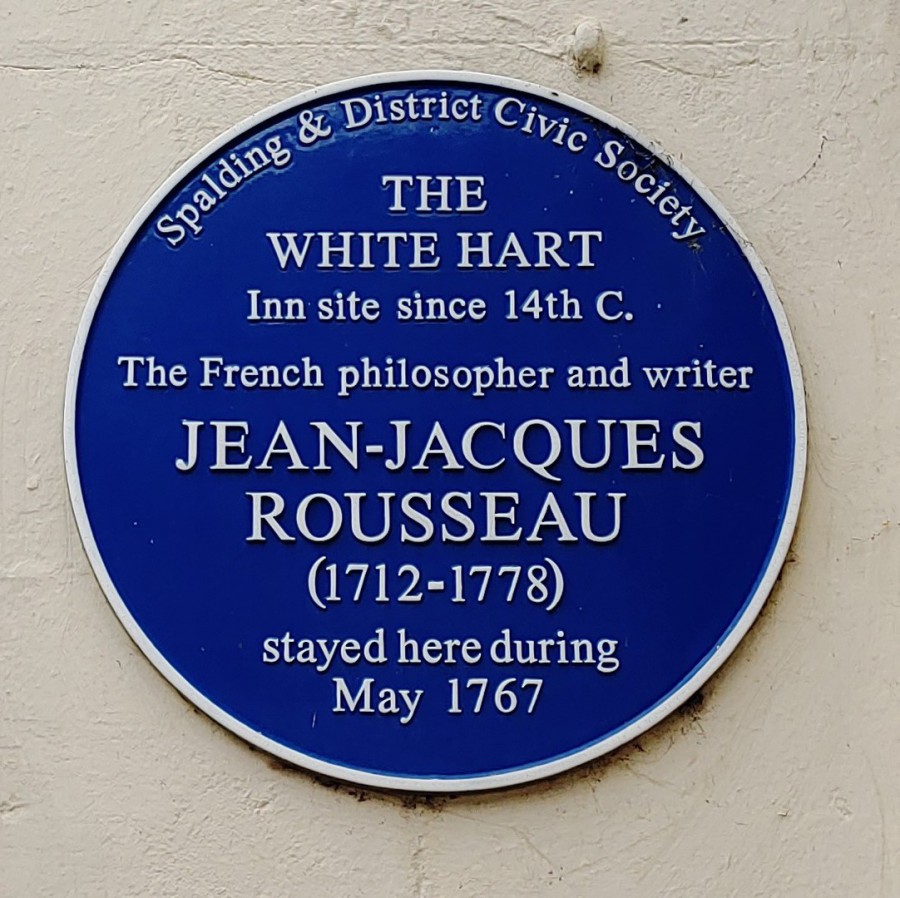 Spalding & District Civic Society
THE
WHITE HART
Inn site since 14th C.
The French philosopher and writer
JEAN-JACQUES
ROUSSEAU
(1712-1778)
stayed here during
May 1767